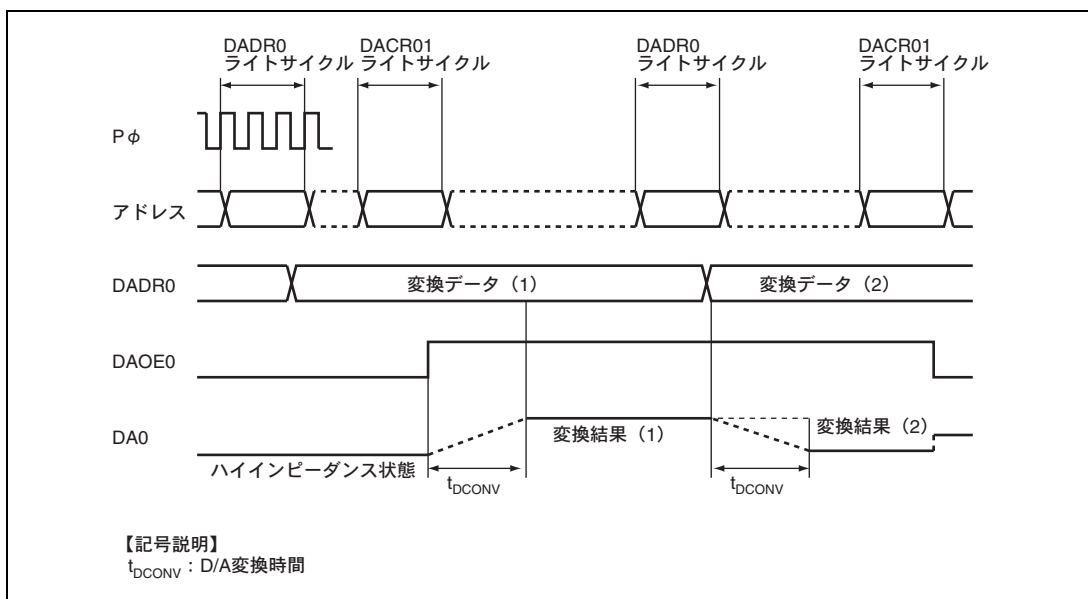 DADR0
ライトサイクル
DACR01
ライトサイクル
DADR0
ライトサイクル
DACR01
ライトサイクル
Pφ
アドレス
DADR0
変換データ（1）
変換データ（2）
DAOE0
DA0
変換結果（1）
変換結果（2）
ハイインピーダンス状態
tDCONV
tDCONV
【記号説明】
tDCONV：D/A変換時間